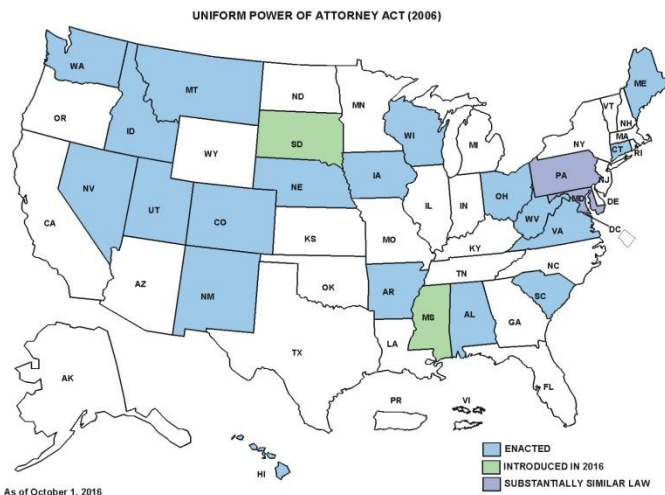 UNIFORM POWER OF ATTORNEY ACT (2006)
WA
MT
ND
MN
ME
OR
ID
SD
WI
MI
VT
NH
MA
NY
CT
RI
WY
IA
PA
NJ
NV
NE
OH
MD
DE
UT
CO
IL
IN
WV
VA
DC
CA
KS
MO
KY
NC
AZ
NM
OK
AR
TN
SC
MS
AL
GA
TX
LA
AK
FL
PR
VI
HI
ENACTED
INTRODUCED IN 2016
SUBSTANTIALLY SIMILAR LAW
As of October 1, 2016